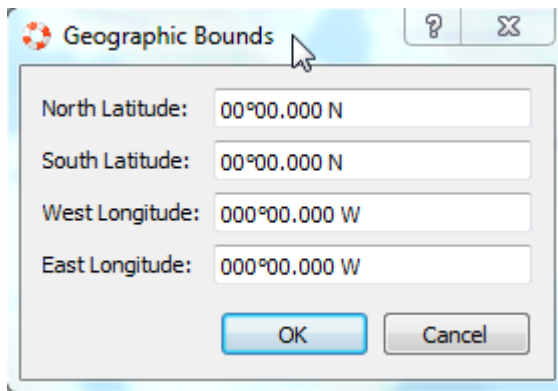 Geographic Bounds
North Latitude: 00°00.000 N
South Latitude: 00°00.000 N
West Longitude: 000°00.000 W
East Longitude: 000°00.000 W
OK Cancel